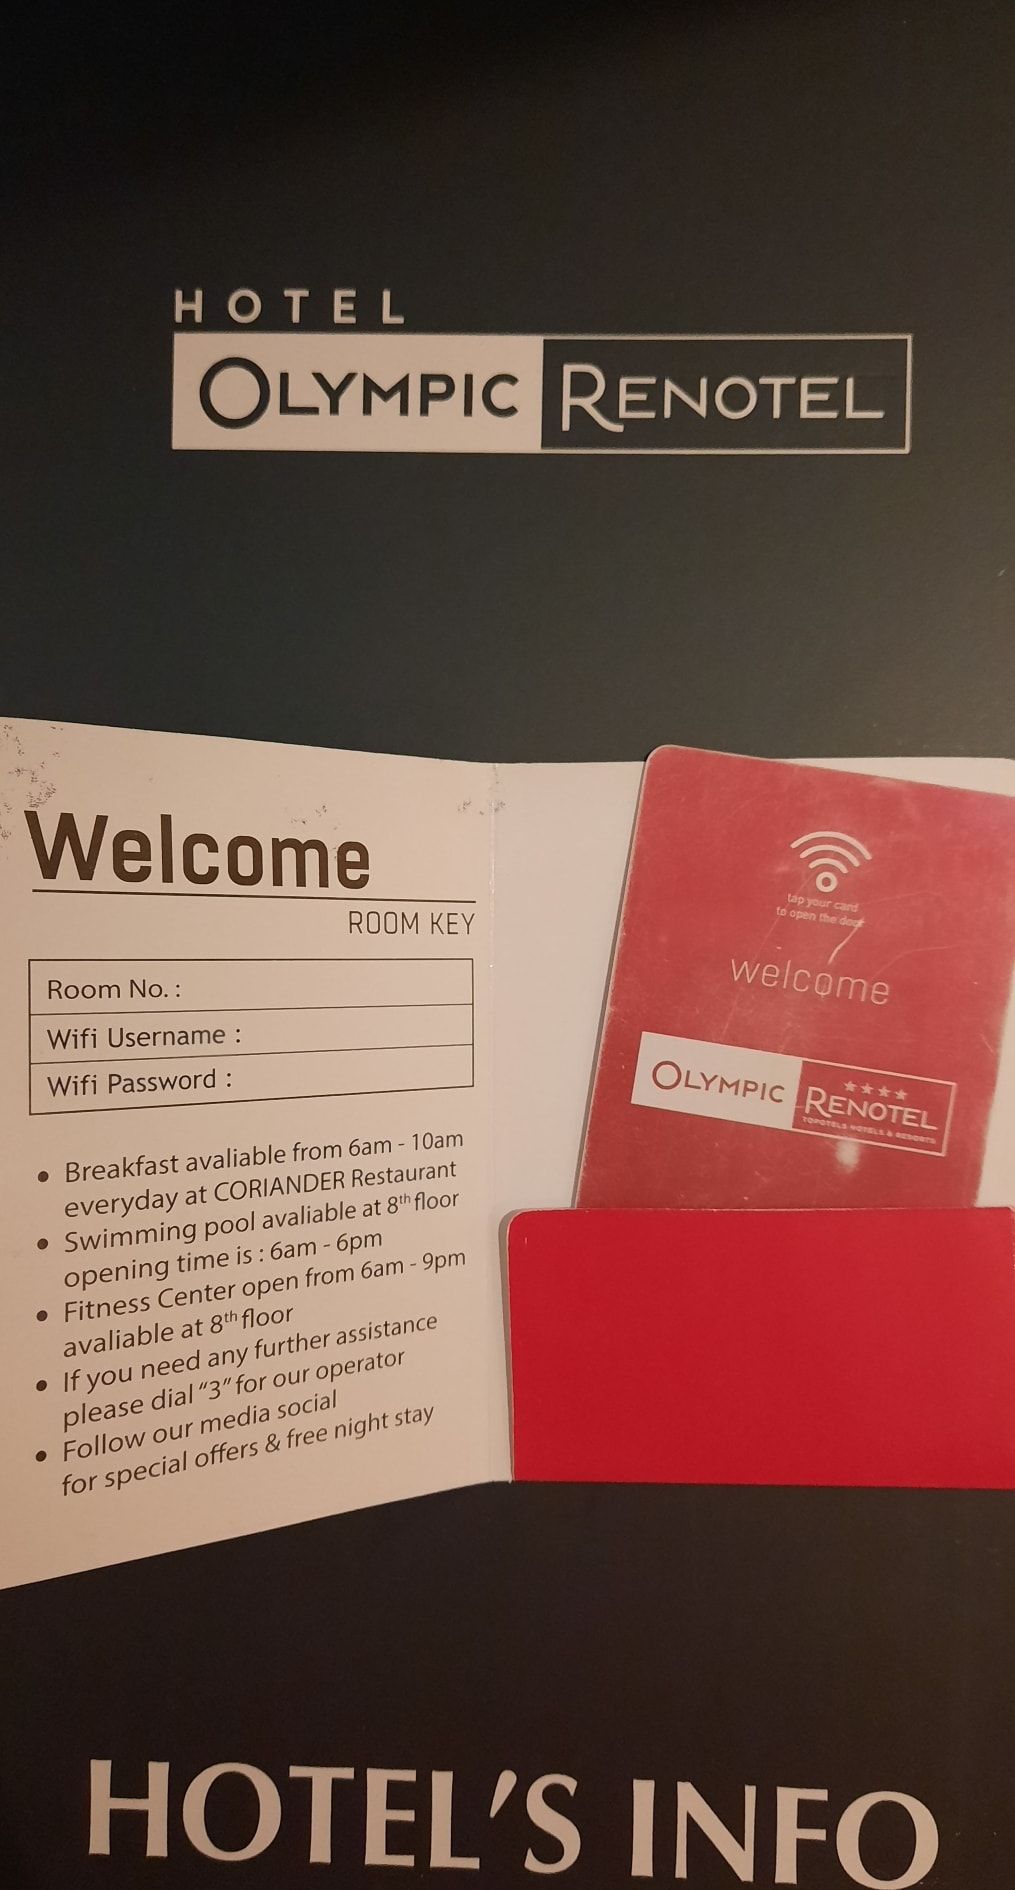 HOTEL
OLYMPIC RENOTEL
Welcome
ROOM KEY
Room No. :
Wifi Username :
Wifi Password :
• Breakfast avaliable from 6am - 10am
everyday at CORIANDER Restaurant
• Swimming pool avaliable at 8th floor
opening time is : 6am - 6pm
• Fitness Center open from 6am - 9pm
avaliable at 8th floor
• If you need any further assistance
please dial “3” for our operator
• Follow our media social
for special offers & free night stay
tap your card
to open the door
welcome
OLYMPIC RENOTEL
TOPOTELS HOTELS & RESORTS
HOTEL’S INFO